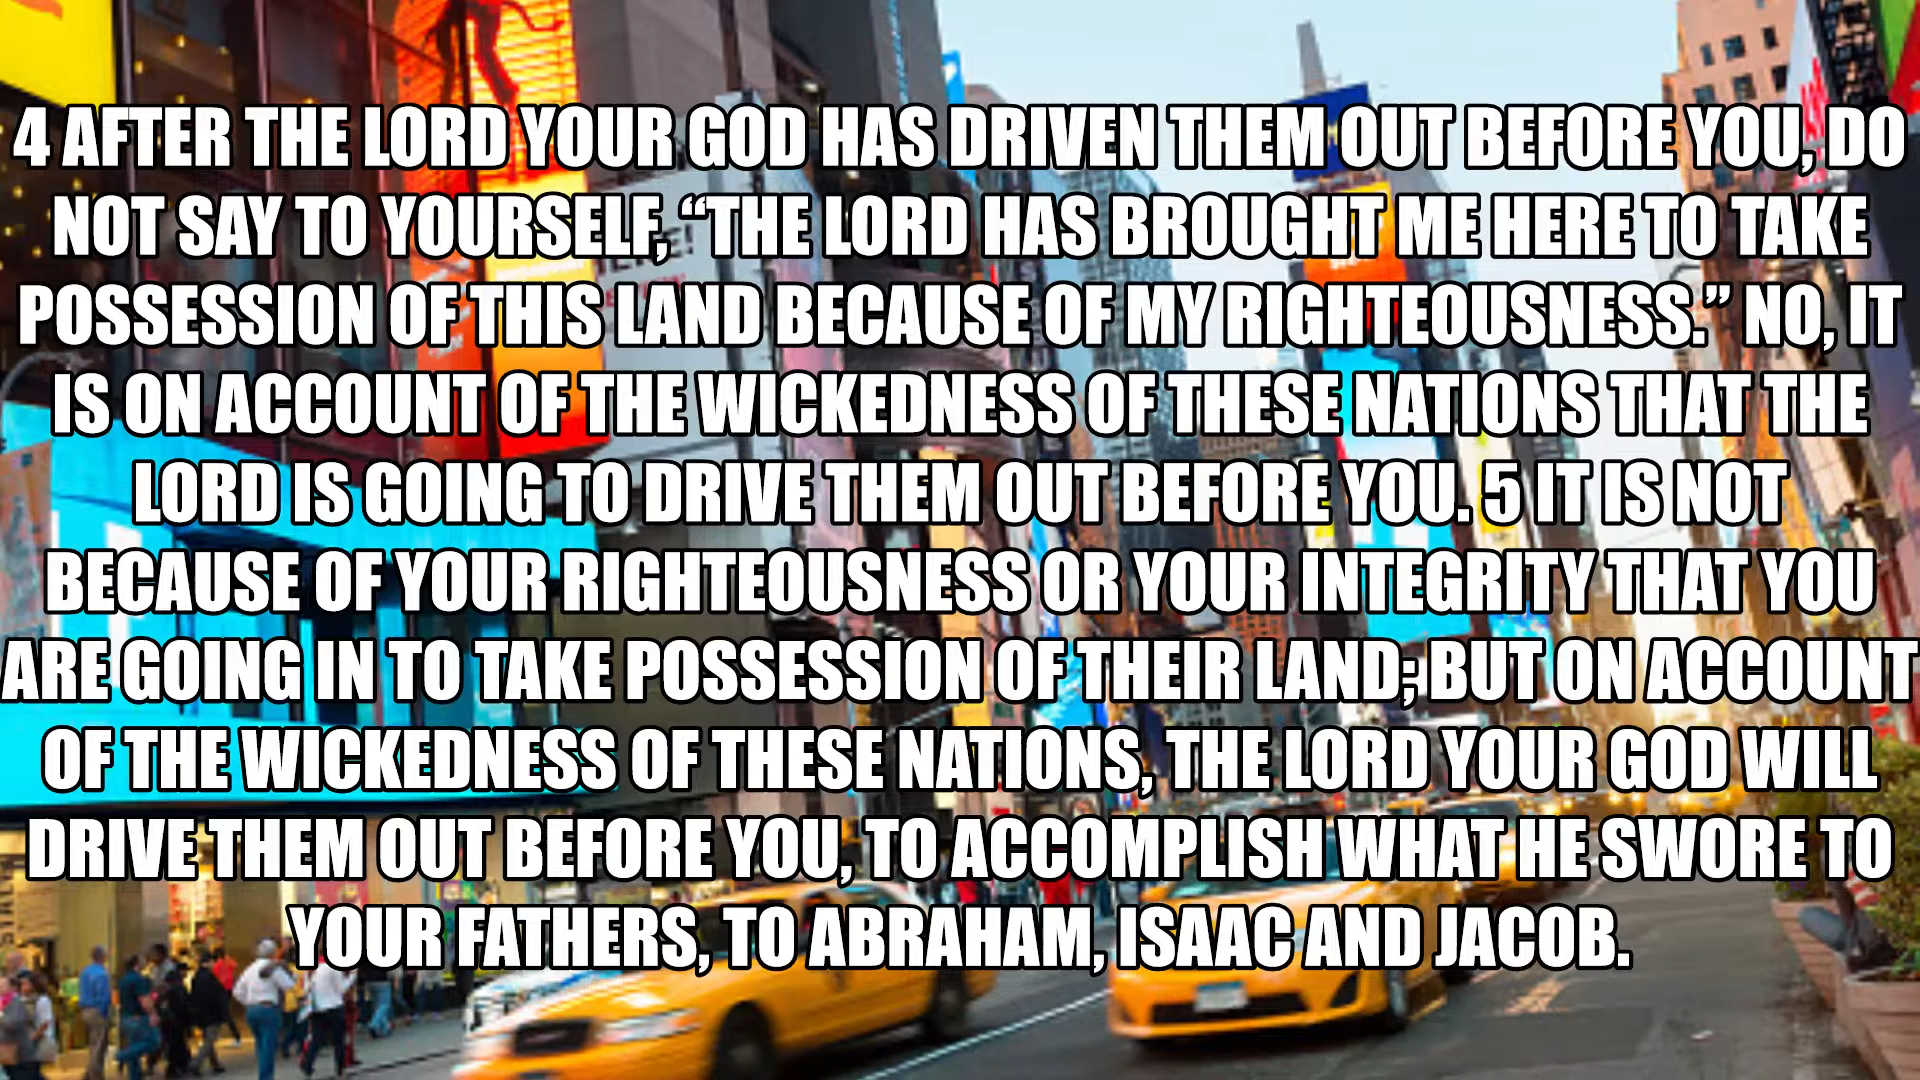 4 AFTER THE LORD YOUR GOD HAS DRIVEN THEM OUT BEFORE YOU, DO
NOT SAY TO YOURSELF, “THE LORD HAS BROUGHT ME HERE TO TAKE
POSSESSION OF THIS LAND BECAUSE OF MY RIGHTEOUSNESS.” NO, IT
IS ON ACCOUNT OF THE WICKEDNESS OF THESE NATIONS THAT THE
LORD IS GOING TO DRIVE THEM OUT BEFORE YOU. 5 IT IS NOT
BECAUSE OF YOUR RIGHTEOUSNESS OR YOUR INTEGRITY THAT YOU
ARE GOING IN TO TAKE POSSESSION OF THEIR LAND; BUT ON ACCOUNT
OF THE WICKEDNESS OF THESE NATIONS, THE LORD YOUR GOD WILL
DRIVE THEM OUT BEFORE YOU, TO ACCOMPLISH WHAT HE SWORE TO
YOUR FATHERS, TO ABRAHAM, ISAAC AND JACOB.